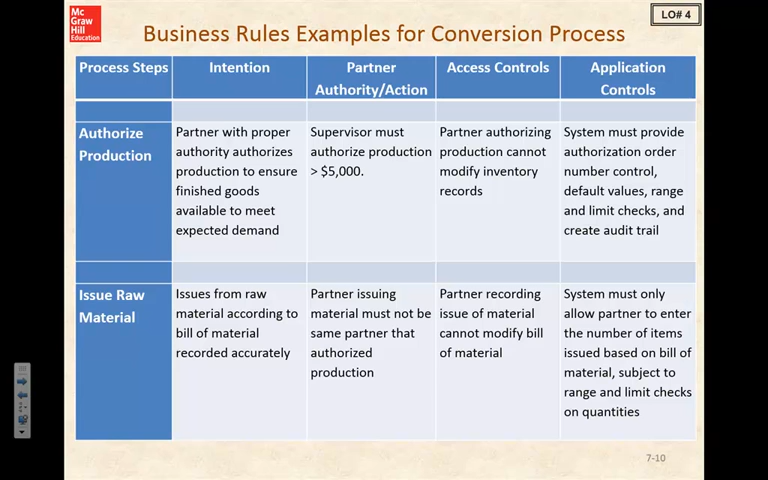 Mc
Graw
Hill
Education
LO# 4
Business Rules Examples for Conversion Process
Process Steps
Intention
Partner
Authority/Action
Access Controls
Application
Controls
Authorize
Production
Partner with proper
authority authorizes
production to ensure
finished goods
available to meet
expected demand
Supervisor must
authorize production
> $5,000.
Partner authorizing
production cannot
modify inventory
records
System must provide
authorization order
number control,
default values, range
and limit checks, and
create audit trail
Issue Raw
Material
Issues from raw
material according to
bill of material
recorded accurately
Partner issuing
material must not be
same partner that
authorized
production
Partner recording
issue of material
cannot modify bill
of material
System must only
allow partner to enter
the number of items
issued based on bill of
material, subject to
range and limit checks
on quantities
7-10